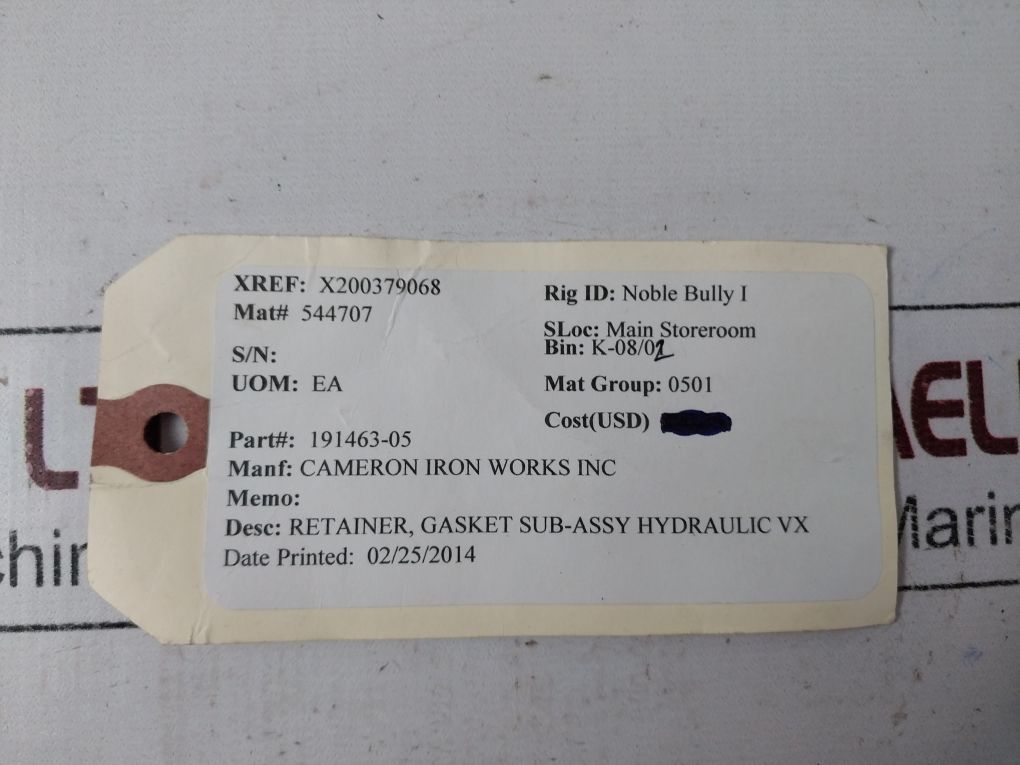 XREF: X200379068
Mat# 544707
S/N:
UOM: EA
Part#: 191463-05
Manf: CAMERON IRON WORKS INC
Memo:
Desc: RETAINER, GASKET SUB-ASSY HYDRAULIC VX
Date Printed: 02/25/2014
Rig ID: Noble Bully I
SLoc: Main Storeroom
Bin: K-08/02
Mat Group: 0501
Cost(USD)